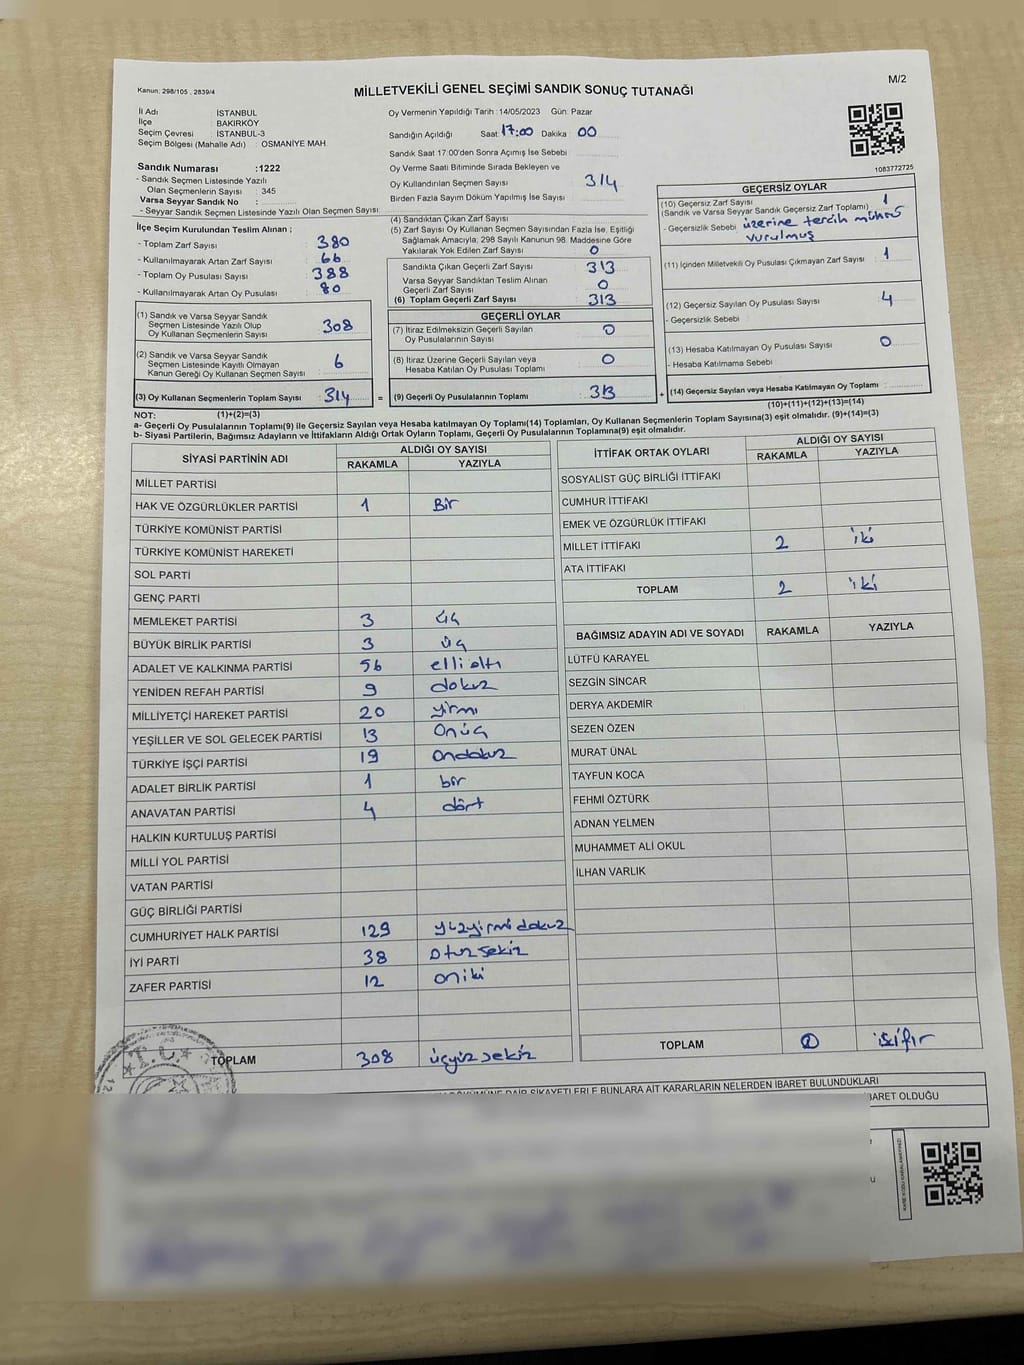 Kanun: 298/105 , 2839/4
MİLLETVEKİLİ GENEL SEÇİMİ SANDIK SONUÇ TUTANAĞI
M/2
İl Adı İSTANBUL
İlçe BAKIRKÖY
Seçim Çevresi : İSTANBUL-3
Seçim Bölgesi (Mahalle Adı) : OSMANİYE MAH.
Sandık Numarası :1222
- Sandık Seçmen Listesinde Yazılı
Olan Seçmenlerin Sayısı : 345
Varsa Seyyar Sandık No :
- Seyyar Sandık Seçmen Listesinde Yazılı Olan Seçmen Sayısı:
İlçe Seçim Kurulundan Teslim Alınan ;
- Toplam Zarf Sayısı : 380
- Kullanılmayarak Artan Zarf Sayısı : 66
- Toplam Oy Pusulası Sayısı : 388
- Kullanılmayarak Artan Oy Pusulası : 80
(1) Sandık ve Varsa Seyyar Sandık
Seçmen Listesinde Yazılı Olup
Oy Kullanan Seçmenlerin Sayısı : 308
(2) Sandık ve Varsa Seyyar Sandık
Seçmen Listesinde Kayıtlı Olmayan
Kanun Gereği Oy Kullanan Seçmen Sayısı : 6
(3) Oy Kullanan Seçmenlerin Toplam Sayısı : 314 =
Oy Vermenin Yapıldığı Tarih : 14/05/2023 Gün: Pazar
Sandığın Açıldığı Saat: 17:00 Dakika : 00
Sandık Saat 17:00'den Sonra Açımış İse Sebebi
Oy Verme Saati Bitiminde Sırada Bekleyen ve
Oy Kullandırılan Seçmen Sayısı : 314
Birden Fazla Sayım Döküm Yapılmış İse Sayısı :
(4) Sandıktan Çıkan Zarf Sayısı
(5) Zarf Sayısı Oy Kullanan Seçmen Sayısından Fazla İse, Eşitliği
Sağlamak Amacıyla, 298 Sayılı Kanunun 98. Maddesine Göre
Yakılarak Yok Edilen Zarf Sayısı : 0
Sandıkta Çıkan Geçerli Zarf Sayısı : 313
Varsa Seyyar Sandıktan Teslim Alınan
Geçerli Zarf Sayısı : 0
(6) Toplam Geçerli Zarf Sayısı : 313
GEÇERLİ OYLAR
(7) İtiraz Edilmeksizin Geçerli Sayılan
Oy Pusulalarının Sayısı : 0
(8) İtiraz Üzerine Geçerli Sayılan veya
Hesaba Katılan Oy Pusulası Toplamı : 0
(9) Geçerli Oy Pusulalarının Toplamı : 313 +
1083772725
GEÇERSİZ OYLAR
(10) Geçersiz Zarf Sayısı
(Sandık ve Varsa Seyyar Sandık Geçersiz Zarf Toplamı) : 1
- Geçersizlik Sebebi : üzerine tercih mührü
vurulmuş
(11) İçinden Milletvekili Oy Pusulası Çıkmayan Zarf Sayısı : 1
(12) Geçersiz Sayılan Oy Pusulası Sayısı : 4
- Geçersizlik Sebebi :
(13) Hesaba Katılmayan Oy Pusulası Sayısı : 0
- Hesaba Katılmama Sebebi :
(14) Geçersiz Sayılan veya Hesaba Katılmayan Oy Toplamı :
(10)+(11)+(12)+(13)=(14)
NOT: (1)+(2)=(3)
a- Geçerli Oy Pusulalarının Toplamı(9) ile Geçersiz Sayılan veya Hesaba katılmayan Oy Toplamı(14) Toplamları, Oy Kullanan Seçmenlerin Toplam Sayısına(3) eşit olmalıdır. (9)+(14)=(3)
b- Siyasi Partilerin, Bağımsız Adayların ve İttifakların Aldığı Ortak Oyların Toplamı, Geçerli Oy Pusulalarının Toplamına(9) eşit olmalıdır.
SİYASİ PARTİNİN ADI ALDIĞI OY SAYISI
RAKAMLA YAZIYLA
MİLLET PARTİSİ
HAK VE ÖZGÜRLÜKLER PARTİSİ 1 Bir
TÜRKİYE KOMÜNİST PARTİSİ
TÜRKİYE KOMÜNİST HAREKETİ
SOL PARTİ
GENÇ PARTİ
MEMLEKET PARTİSİ 3 üç
BÜYÜK BİRLİK PARTİSİ 3 üç
ADALET VE KALKINMA PARTİSİ 56 elli altı
YENİDEN REFAH PARTİSİ 9 dokuz
MİLLİYETÇİ HAREKET PARTİSİ 20 yirmi
YEŞİLLER VE SOL GELECEK PARTİSİ 13 Onüç
TÜRKİYE İŞÇİ PARTİSİ 19 ondokuz
ADALET BİRLİK PARTİSİ 1 bir
ANAVATAN PARTİSİ 4 dört
HALKIN KURTULUŞ PARTİSİ
MİLLİ YOL PARTİSİ
VATAN PARTİSİ
GÜÇ BİRLİĞİ PARTİSİ
CUMHURİYET HALK PARTİSİ 129 yüzyirmidokuz
İYİ PARTİ 38 otuzsekiz
ZAFER PARTİSİ 12 oniki
TOPLAM 308 üçyüzsekiz
İTTİFAK ORTAK OYLARI ALDIĞI OY SAYISI
RAKAMLA YAZIYLA
SOSYALİST GÜÇ BİRLİĞİ İTTİFAKI
CUMHUR İTTİFAKI
EMEK VE ÖZGÜRLÜK İTTİFAKI
MİLLET İTTİFAKI 2 iki
ATA İTTİFAKI
TOPLAM 2 iki
BAĞIMSIZ ADAYIN ADI VE SOYADI RAKAMLA YAZIYLA
LÜTFÜ KARAYEL
SEZGİN SİNCAR
DERYA AKDEMİR
SEZEN ÖZEN
MURAT ÜNAL
TAYFUN KOCA
FEHMİ ÖZTÜRK
ADNAN YELMEN
MUHAMMET ALİ OKUL
İLHAN VARLIK
TOPLAM
T.C.
DÖKÜMÜNE DAİR ŞİKAYETLERLE BUNLARA AİT KARARLARIN NELERDEN İBARET BULUNDUKLARI
BARET OLDUĞU